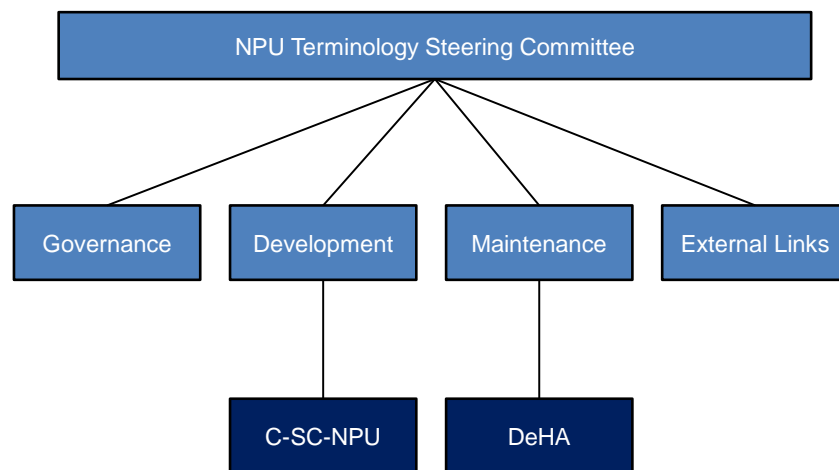 NPU Terminology Steering Committee
Governance
Development
Maintenance
External Links
C-SC-NPU
DeHA